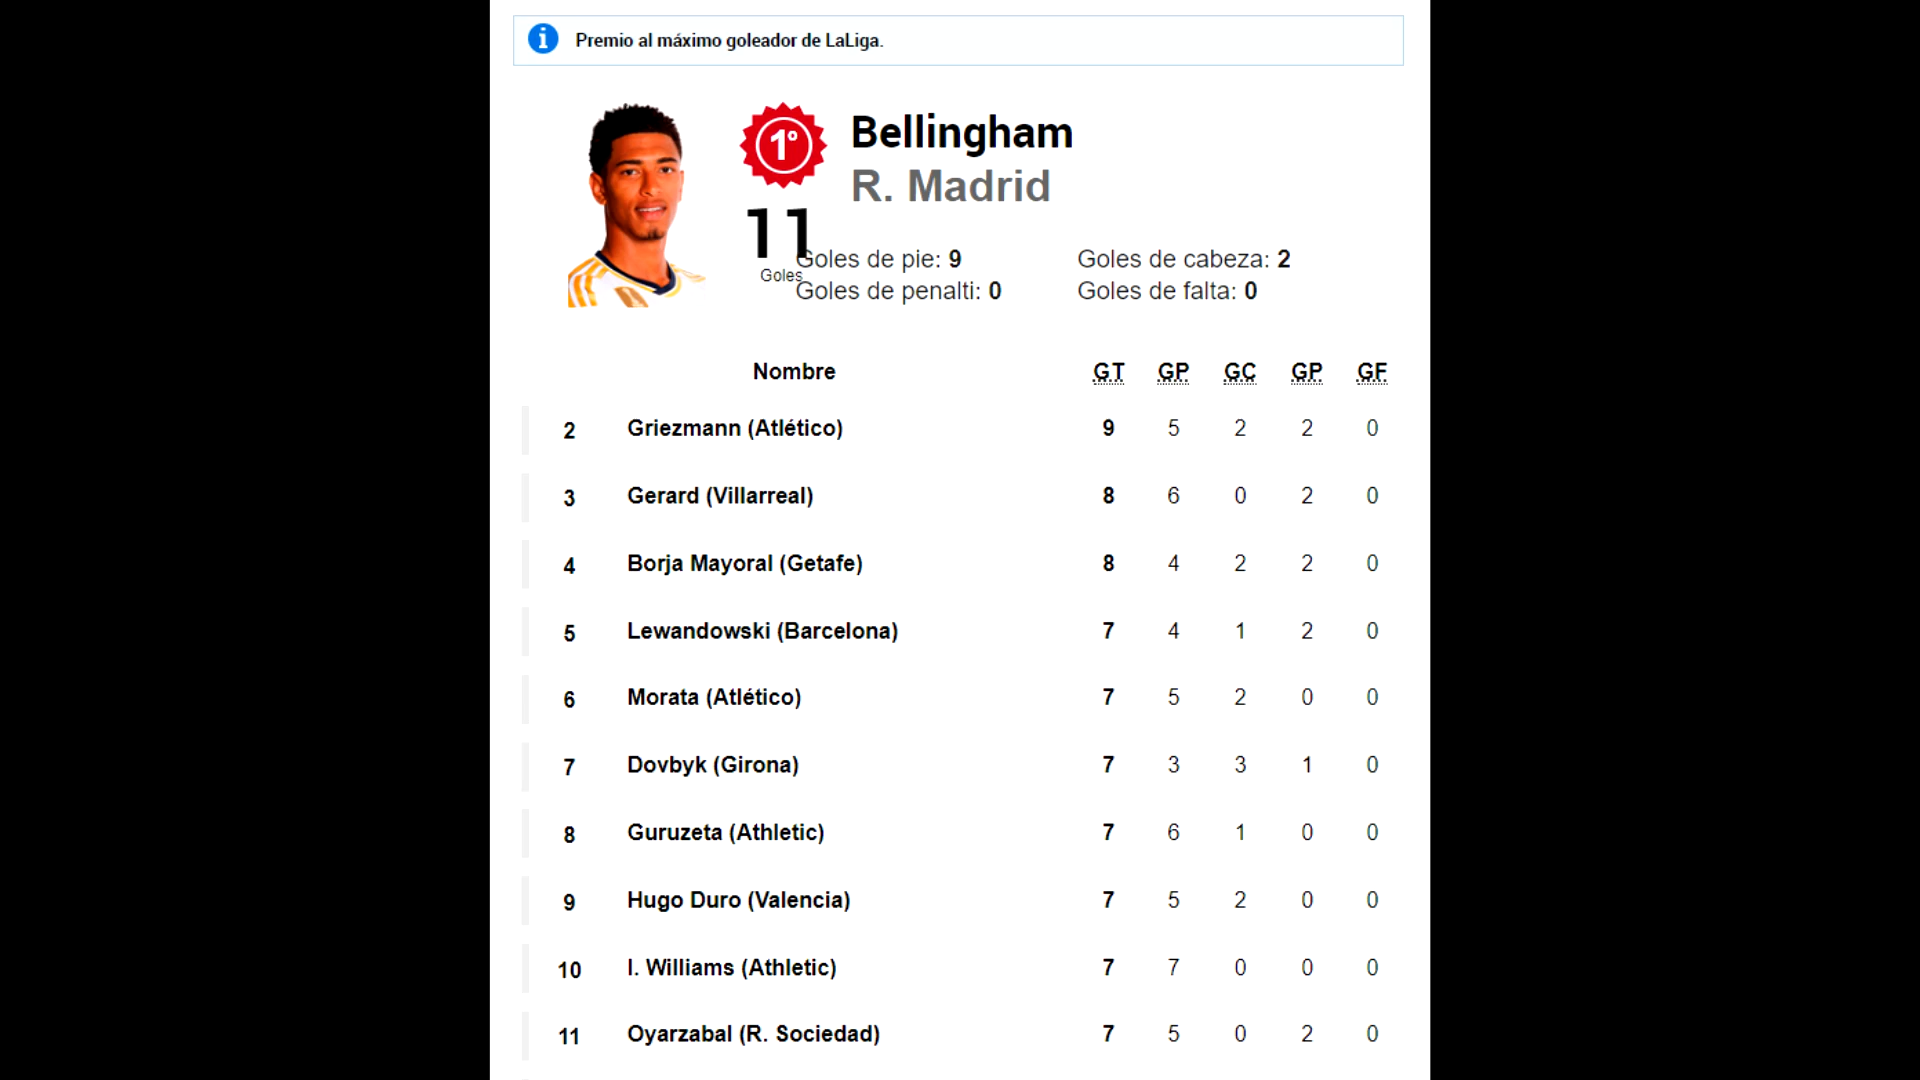 Premio al máximo goleador de LaLiga.
1º
Bellingham
R. Madrid
11
Goles
Goles de pie: 9 Goles de cabeza: 2
Goles de penalti: 0 Goles de falta: 0
Nombre GT GP GC GP GF
2 Griezmann (Atlético) 9 5 2 2 0
3 Gerard (Villarreal) 8 6 0 2 0
4 Borja Mayoral (Getafe) 8 4 2 2 0
5 Lewandowski (Barcelona) 7 4 1 2 0
6 Morata (Atlético) 7 5 2 0 0
7 Dovbyk (Girona) 7 3 3 1 0
8 Guruzeta (Athletic) 7 6 1 0 0
9 Hugo Duro (Valencia) 7 5 2 0 0
10 I. Williams (Athletic) 7 7 0 0 0
11 Oyarzabal (R. Sociedad) 7 5 0 2 0